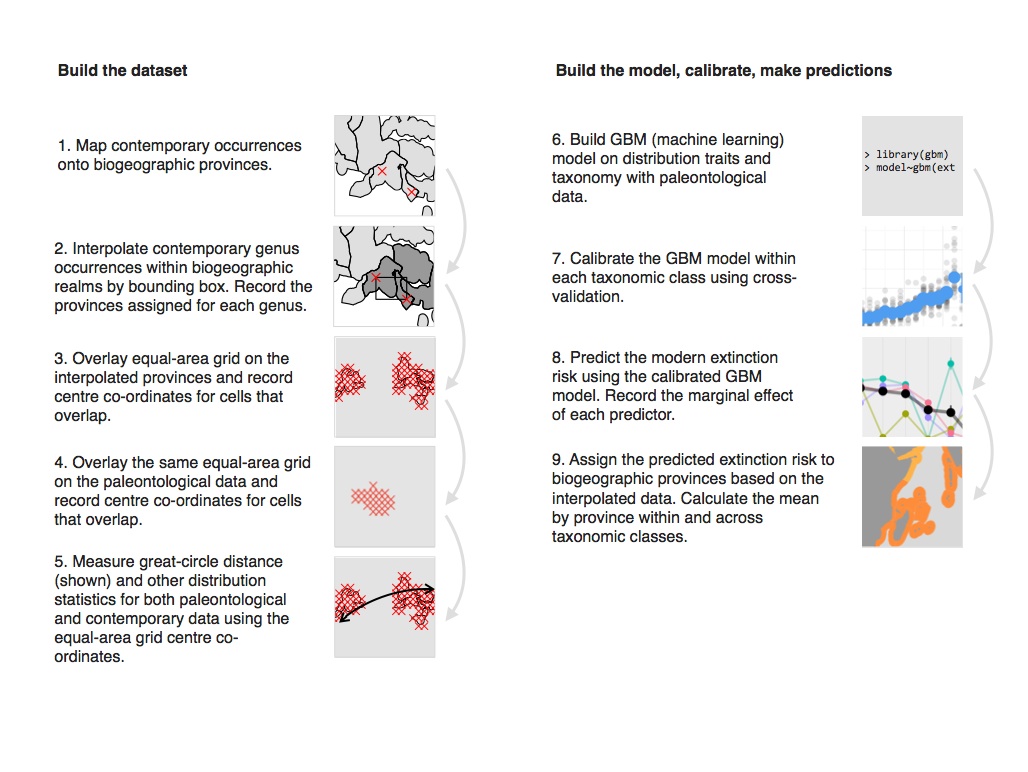 Build the dataset
1. Map contemporary occurrences
onto biogeographic provinces.
2. Interpolate contemporary genus
occurrences within biogeographic
realms by bounding box. Record the
provinces assigned for each genus.
3. Overlay equal-area grid on the
interpolated provinces and record
centre co-ordinates for cells that
overlap.
4. Overlay the same equal-area grid
on the paleontological data and
record centre co-ordinates for cells
that overlap.
5. Measure great-circle distance
(shown) and other distribution
statistics for both paleontological
and contemporary data using the
equal-area grid centre co-
ordinates.
Build the model, calibrate, make predictions
6. Build GBM (machine learning)
model on distribution traits and
taxonomy with paleontological
data.
> library(gbm)
> model~gbm(ext
7. Calibrate the GBM model within
each taxonomic class using cross-
validation.
8. Predict the modern extinction
risk using the calibrated GBM
model. Record the marginal effect
of each predictor.
9. Assign the predicted extinction risk to
biogeographic provinces based on the
interpolated data. Calculate the mean
by province within and across
taxonomic classes.